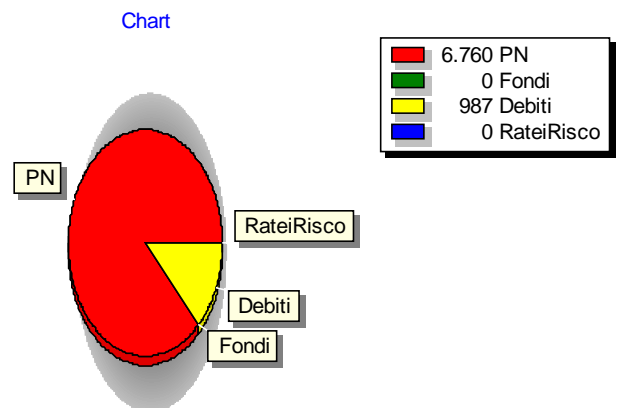 Chart
6.760 PN
0 Fondi
987 Debiti
0 RateiRisco
PN
RateiRisco
Debiti
Fondi